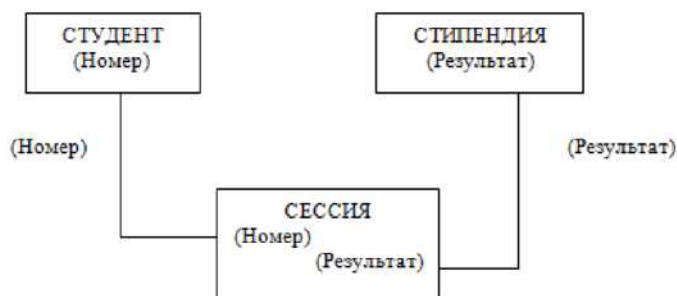 СТУДЕНТ
(Номер)
СТИПЕНДИЯ
(Результат)
(Номер)
(Результат)
СЕССИЯ
(Номер)
(Результат)